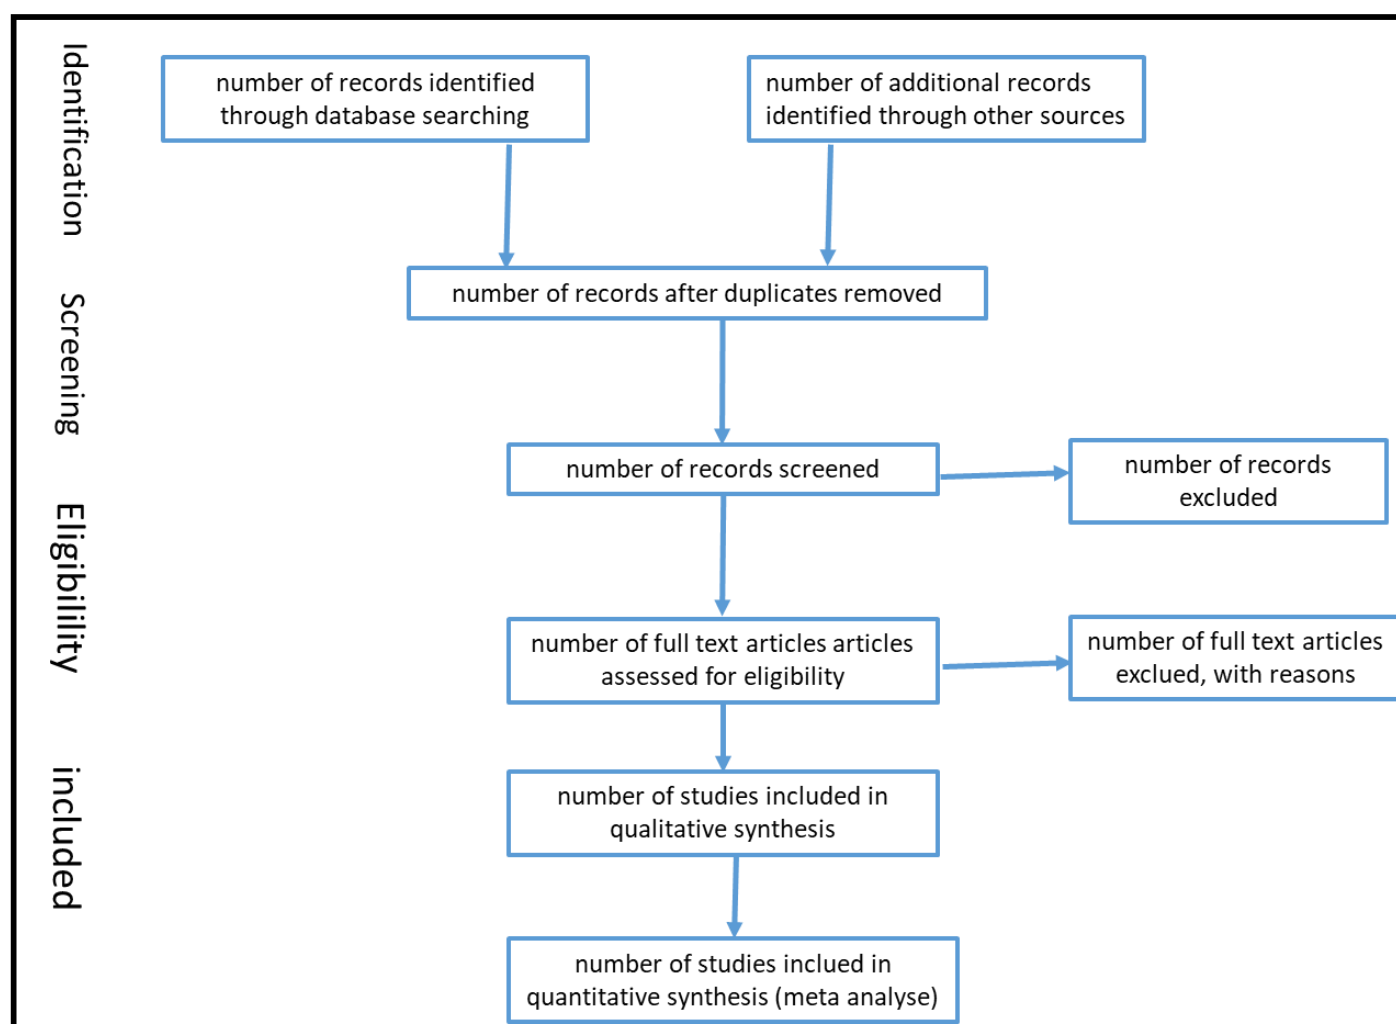 Identification
number of records identified
through database searching
number of additional records
identified through other sources
Screening
number of records after duplicates removed
number of records screened
number of records
excluded
Eligibilility
number of full text articles articles
assessed for eligibility
number of full text articles
exclued, with reasons
included
number of studies included in
qualitative synthesis
number of studies inclued in
quantitative synthesis (meta analyse)